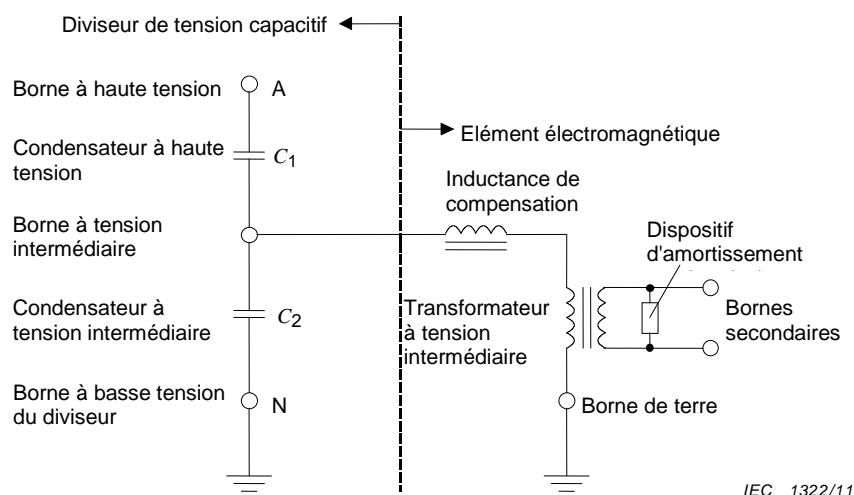 Diviseur de tension capacitif
Borne à haute tension
A
Elément électromagnétique
Condensateur à haute
tension
C1
Inductance de
compensation
Borne à tension
intermédiaire
Dispositif
d'amortissement
Condensateur à
tension intermédiaire
C2
Transformateur
à tension
intermédiaire
Bornes
secondaires
Borne à basse tension
du diviseur
N
Borne de terre
IEC 1322/11